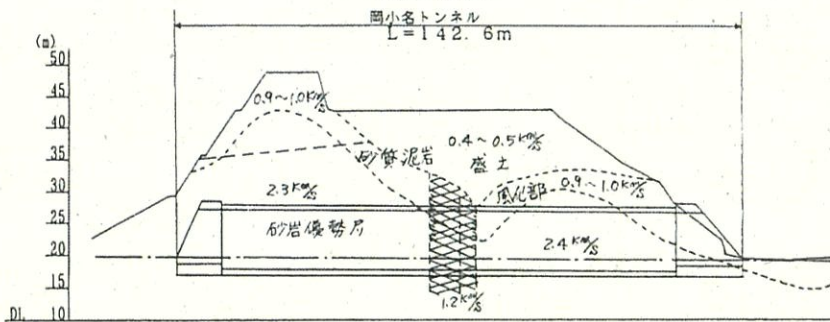 岡小名トンネル
L=142.6m
(m)
50
45
40
35
30
25
20
15
DL 10
0.9~1.0km/s
砂質泥岩
0.4~0.5km/s
盛土
2.3km/s
風化部
0.9~1.0km/s
砂岩優勢层
2.4km/s
1.2km/s